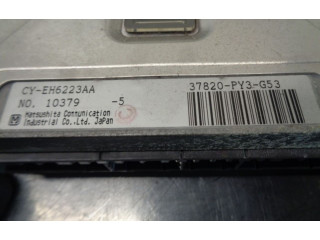 CY-EH6223AA
NO. 10379 -5
Matsushita Communication
Industrial Co.,Ltd. Japan
37820-PY3-G53